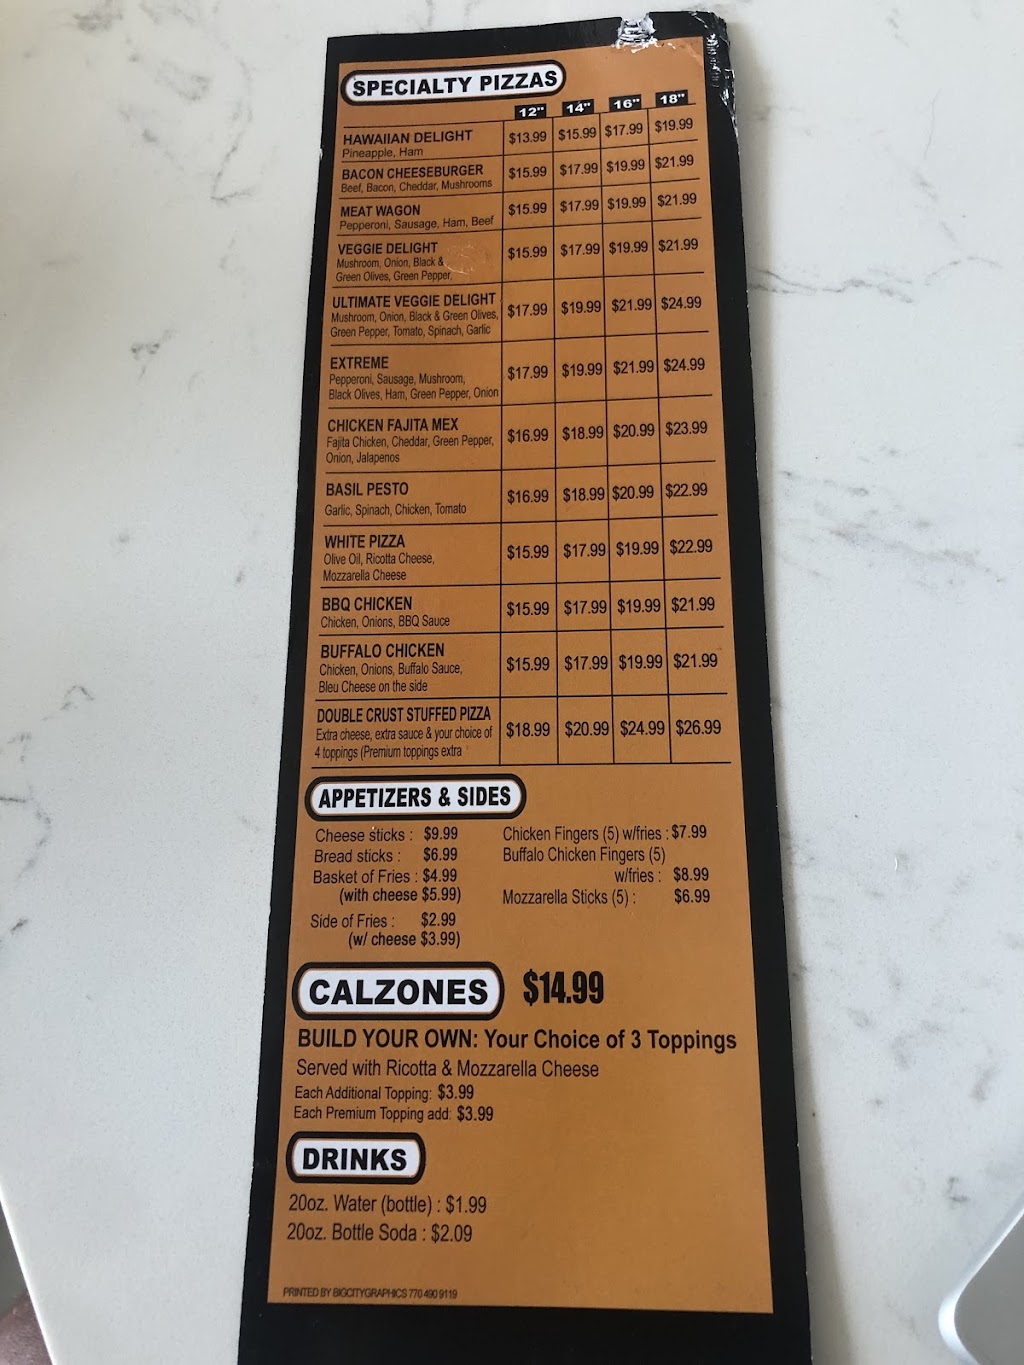 SPECIALTY PIZZAS
12" 14" 16" 18"
HAWAIIAN DELIGHT $13.99 $15.99 $17.99 $19.99
Pineapple, Ham
BACON CHEESEBURGER $15.99 $17.99 $19.99 $21.99
Beef, Bacon, Cheddar, Mushrooms
MEAT WAGON $15.99 $17.99 $19.99 $21.99
Pepperoni, Sausage, Ham, Beef
VEGGIE DELIGHT $15.99 $17.99 $19.99 $21.99
Mushroom, Onion, Black &
Green Olives, Green Pepper,
ULTIMATE VEGGIE DELIGHT $17.99 $19.99 $21.99 $24.99
Mushroom, Onion, Black & Green Olives,
Green Pepper, Tomato, Spinach, Garlic
EXTREME $17.99 $19.99 $21.99 $24.99
Pepperoni, Sausage, Mushroom,
Black Olives, Ham, Green Pepper, Onion
CHICKEN FAJITA MEX $16.99 $18.99 $20.99 $23.99
Fajita Chicken, Cheddar, Green Pepper,
Onion, Jalapenos
BASIL PESTO $16.99 $18.99 $20.99 $22.99
Garlic, Spinach, Chicken, Tomato
WHITE PIZZA $15.99 $17.99 $19.99 $22.99
Olive Oil, Ricotta Cheese,
Mozzarella Cheese
BBQ CHICKEN $15.99 $17.99 $19.99 $21.99
Chicken, Onions, BBQ Sauce
BUFFALO CHICKEN $15.99 $17.99 $19.99 $21.99
Chicken, Onions, Buffalo Sauce,
Bleu Cheese on the side
DOUBLE CRUST STUFFED PIZZA $18.99 $20.99 $24.99 $26.99
Extra cheese, extra sauce & your choice of
4 toppings (Premium toppings extra
APPETIZERS & SIDES
Cheese sticks : $9.99
Bread sticks : $6.99
Basket of Fries : $4.99
(with cheese $5.99)
Side of Fries : $2.99
(w/ cheese $3.99)
Chicken Fingers (5) w/fries : $7.99
Buffalo Chicken Fingers (5)
w/fries : $8.99
Mozzarella Sticks (5) : $6.99
CALZONES $14.99
BUILD YOUR OWN: Your Choice of 3 Toppings
Served with Ricotta & Mozzarella Cheese
Each Additional Topping: $3.99
Each Premium Topping add: $3.99
DRINKS
20oz. Water (bottle) : $1.99
20oz. Bottle Soda : $2.09
PRINTED BY BIGCITYGRAPHICS 770 490 9119